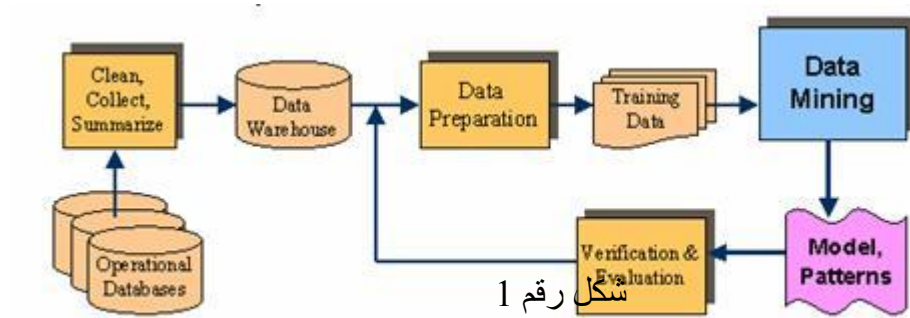 Clean,
Collect,
Summarize
Data
Warehouse
Data
Preparation
Training
Data
Data
Mining
Operational
Databases
Verification &
Evaluation
Model,
Patterns
شكل رقم 1